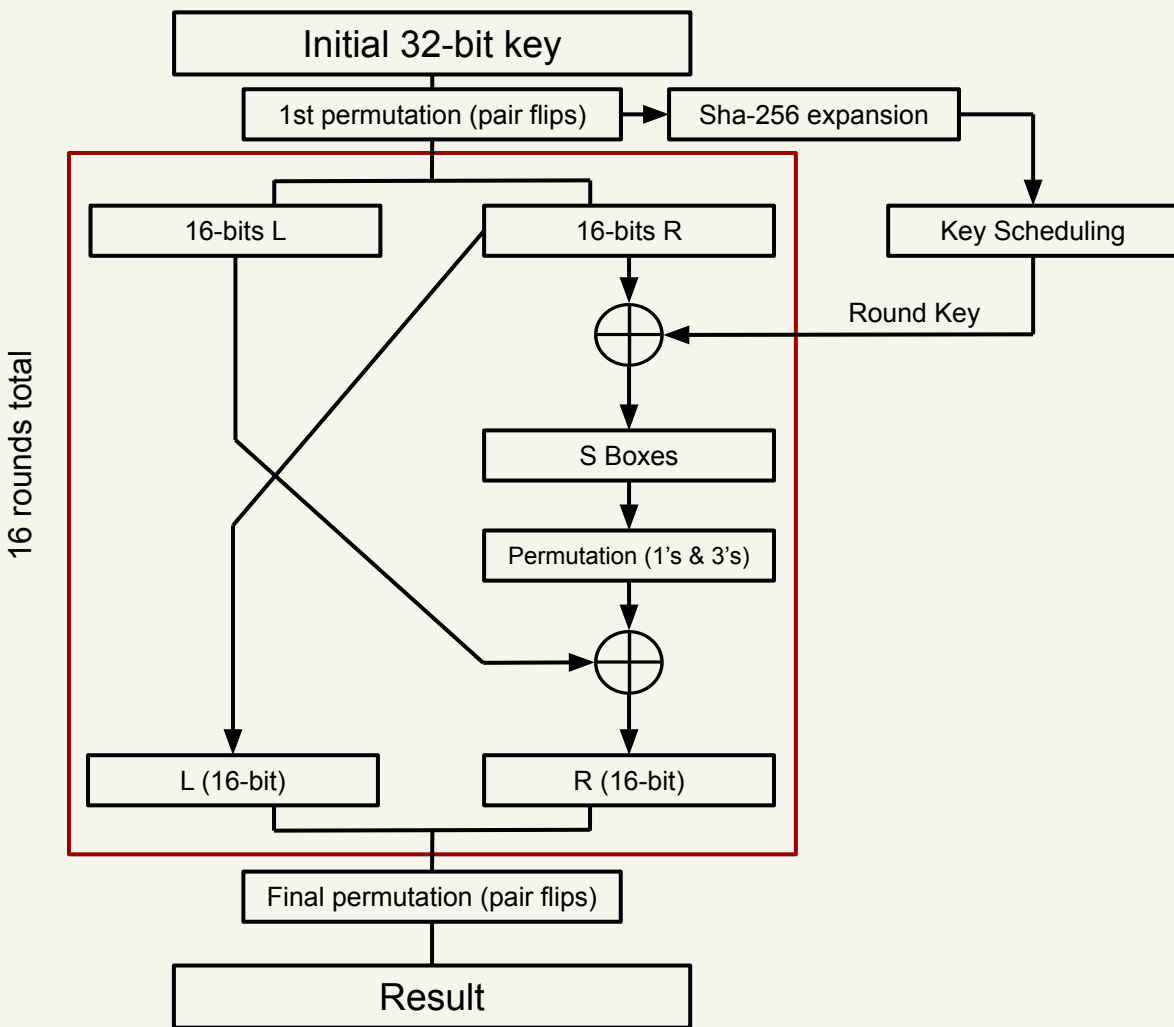 Initial 32-bit key
1st permutation (pair flips)
Sha-256 expansion
16-bits L
16-bits R
Key Scheduling
Round Key
16 rounds total
S Boxes
Permutation (1's & 3's)
L (16-bit)
R (16-bit)
Final permutation (pair flips)
Result